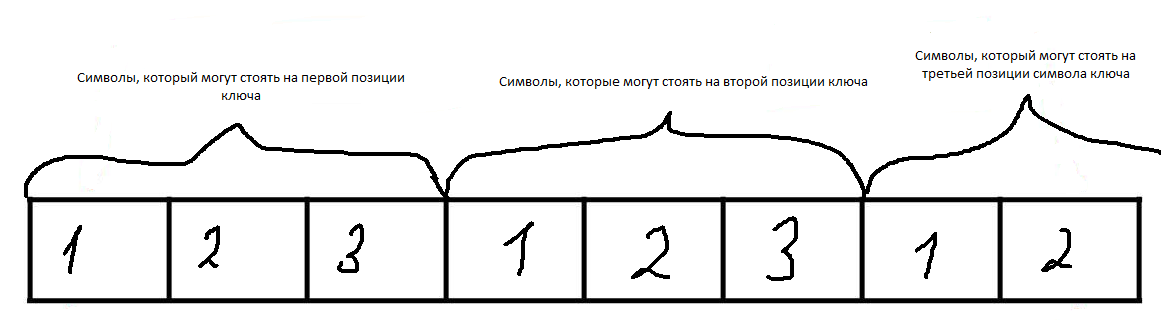 Символы, который могут стоять на первой позиции
ключа
Символы, которые могут стоять на второй позиции ключа
Символы, который могут стоять на
третьей позиции символа ключа
1 2 3 1 2 3 1 2